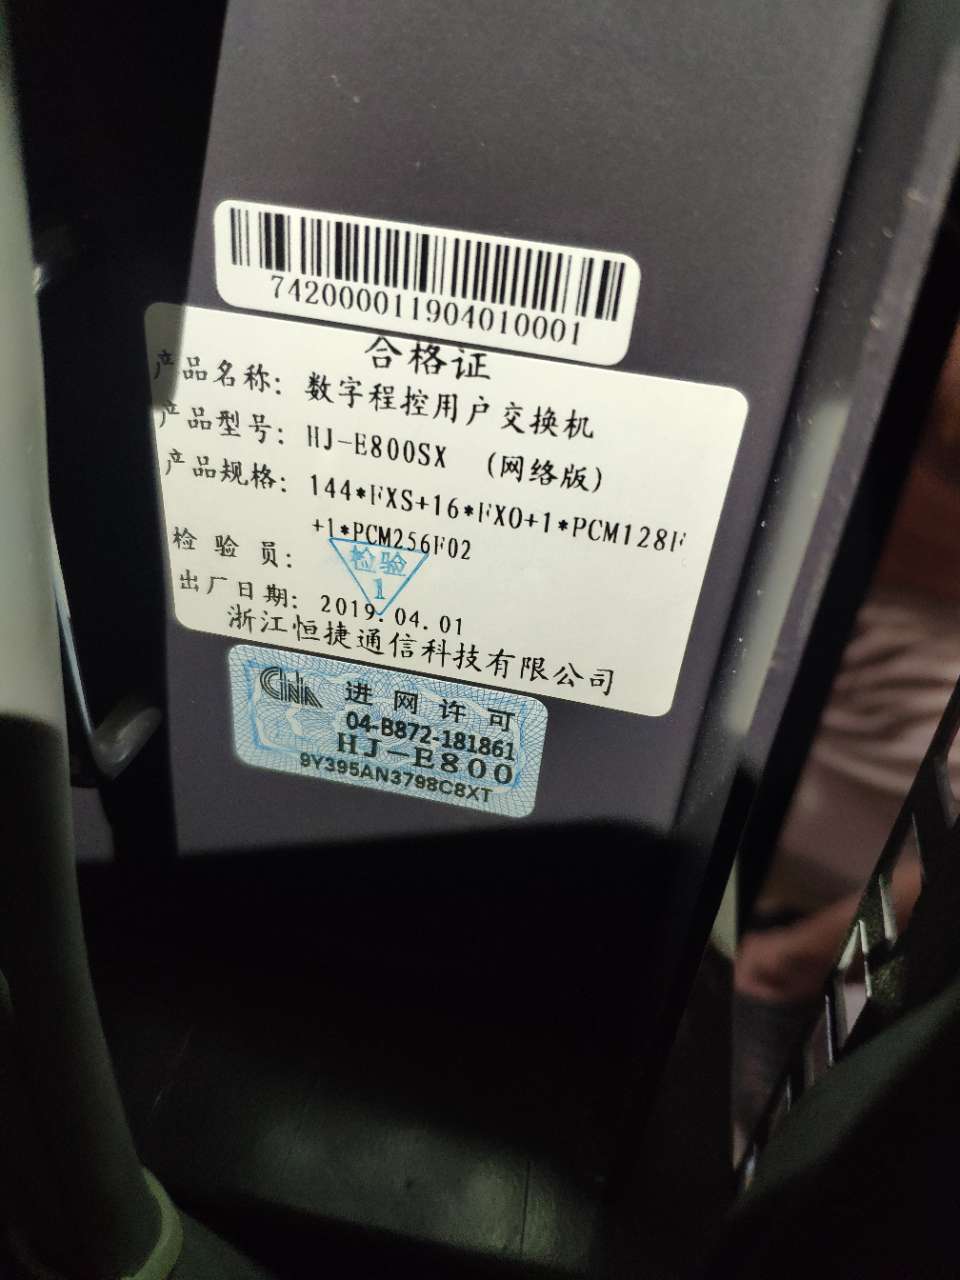 742000011904010001
合格证
产品名称: 数字程控用户交换机
产品型号: HJ-E800SX (网络版)
产品规格: 144*FXS+16*FXO+1*PCM128F
+1*PCM256F02
检验员: 检验
1
出厂日期: 2019.04.01
浙江恒捷通信科技有限公司
CNA 进网许可
04-B872-181861
HJ-E800
9Y395AN3798C8XT